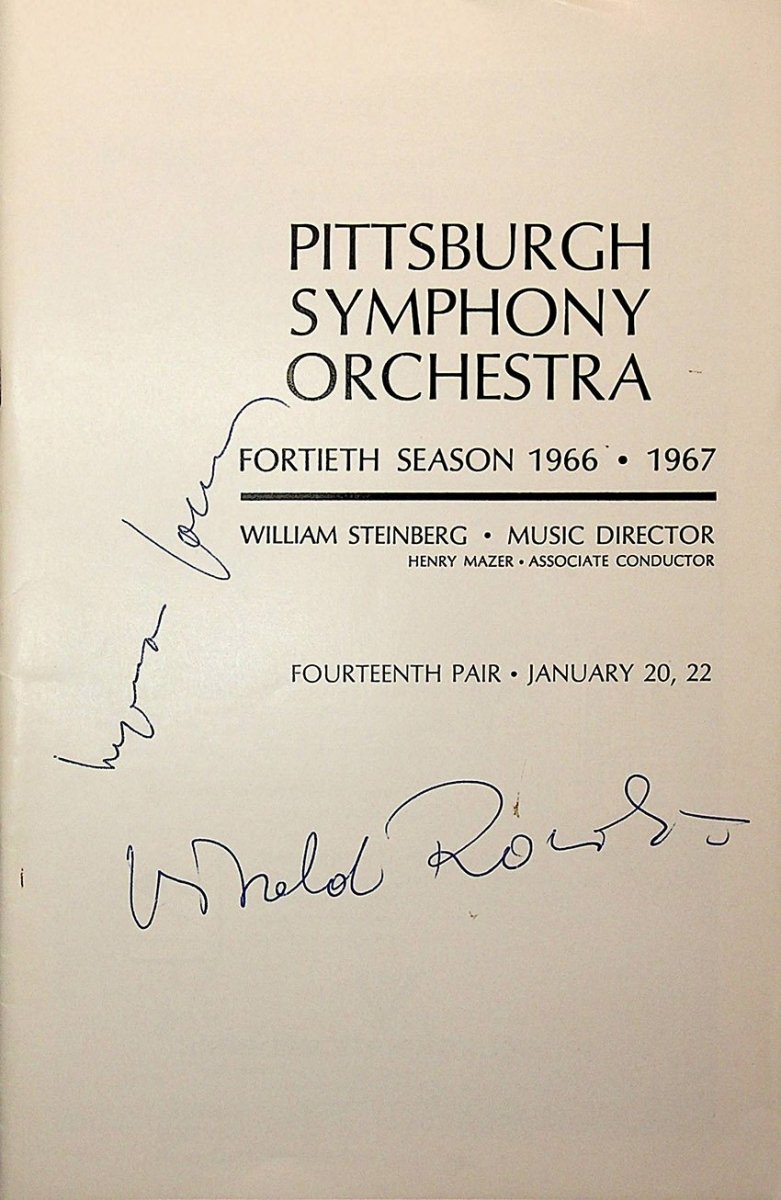 PITTSBURGH
SYMPHONY
ORCHESTRA
FORTIETH SEASON 1966 • 1967
WILLIAM STEINBERG • MUSIC DIRECTOR
HENRY MAZER • ASSOCIATE CONDUCTOR
FOURTEENTH PAIR • JANUARY 20, 22
Witold